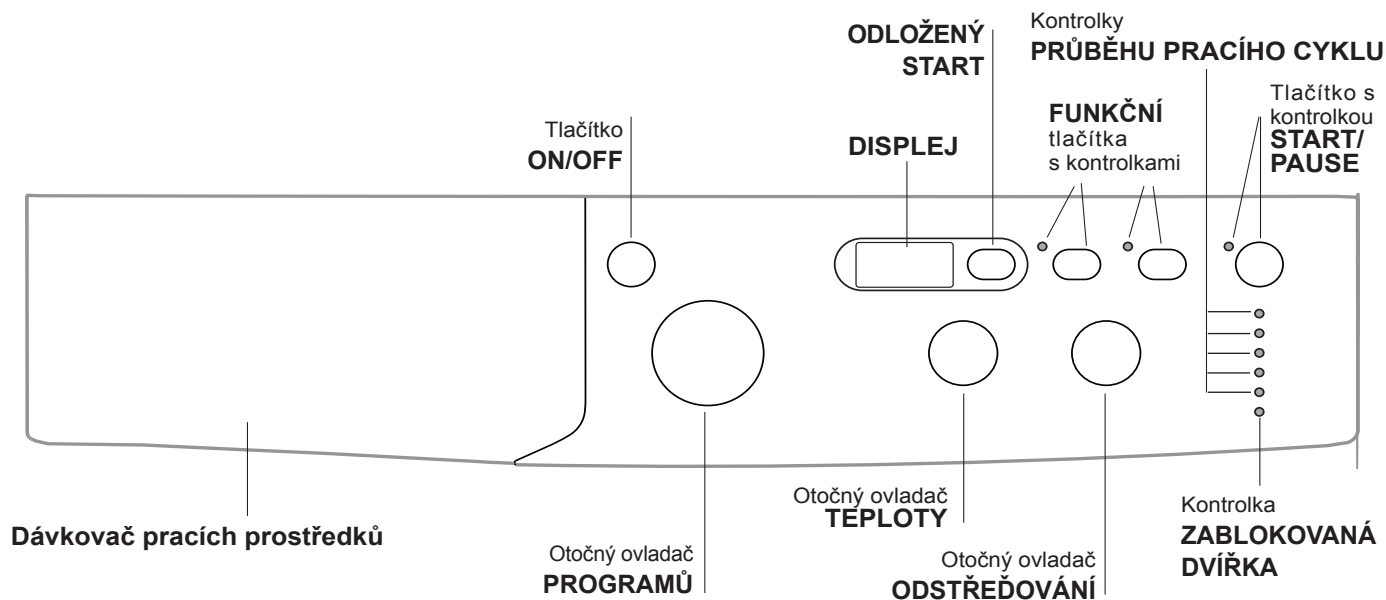 ODLOŽENÝ
START
Kontrolky
PRŮBĚHU PRACÍHO CYKLU
Tlačítko s
kontrolkou
START/
PAUSE
FUNKČNÍ
tlačítka
s kontrolkami
Tlačítko
ON/OFF
DISPLEJ
Dávkovač pracích prostředků
Otočný ovladač
PROGRAMŮ
Otočný ovladač
TEPLOTY
Otočný ovladač
ODSTŘEĎOVÁNÍ
Kontrolka
ZABLOKOVANÁ
DVÍŘKA